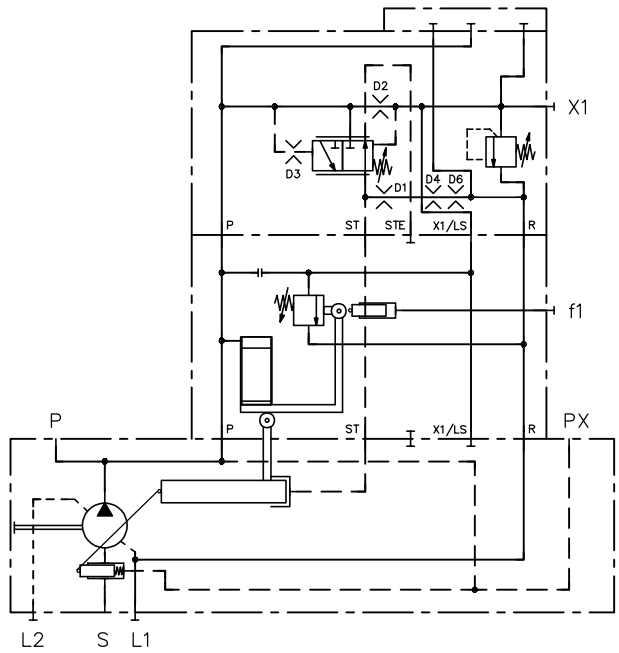 D2
X1
D3
D1
D4 D6
P ST STE X1/LS R
f1
P P ST X1/LS R PX
L2 S L1